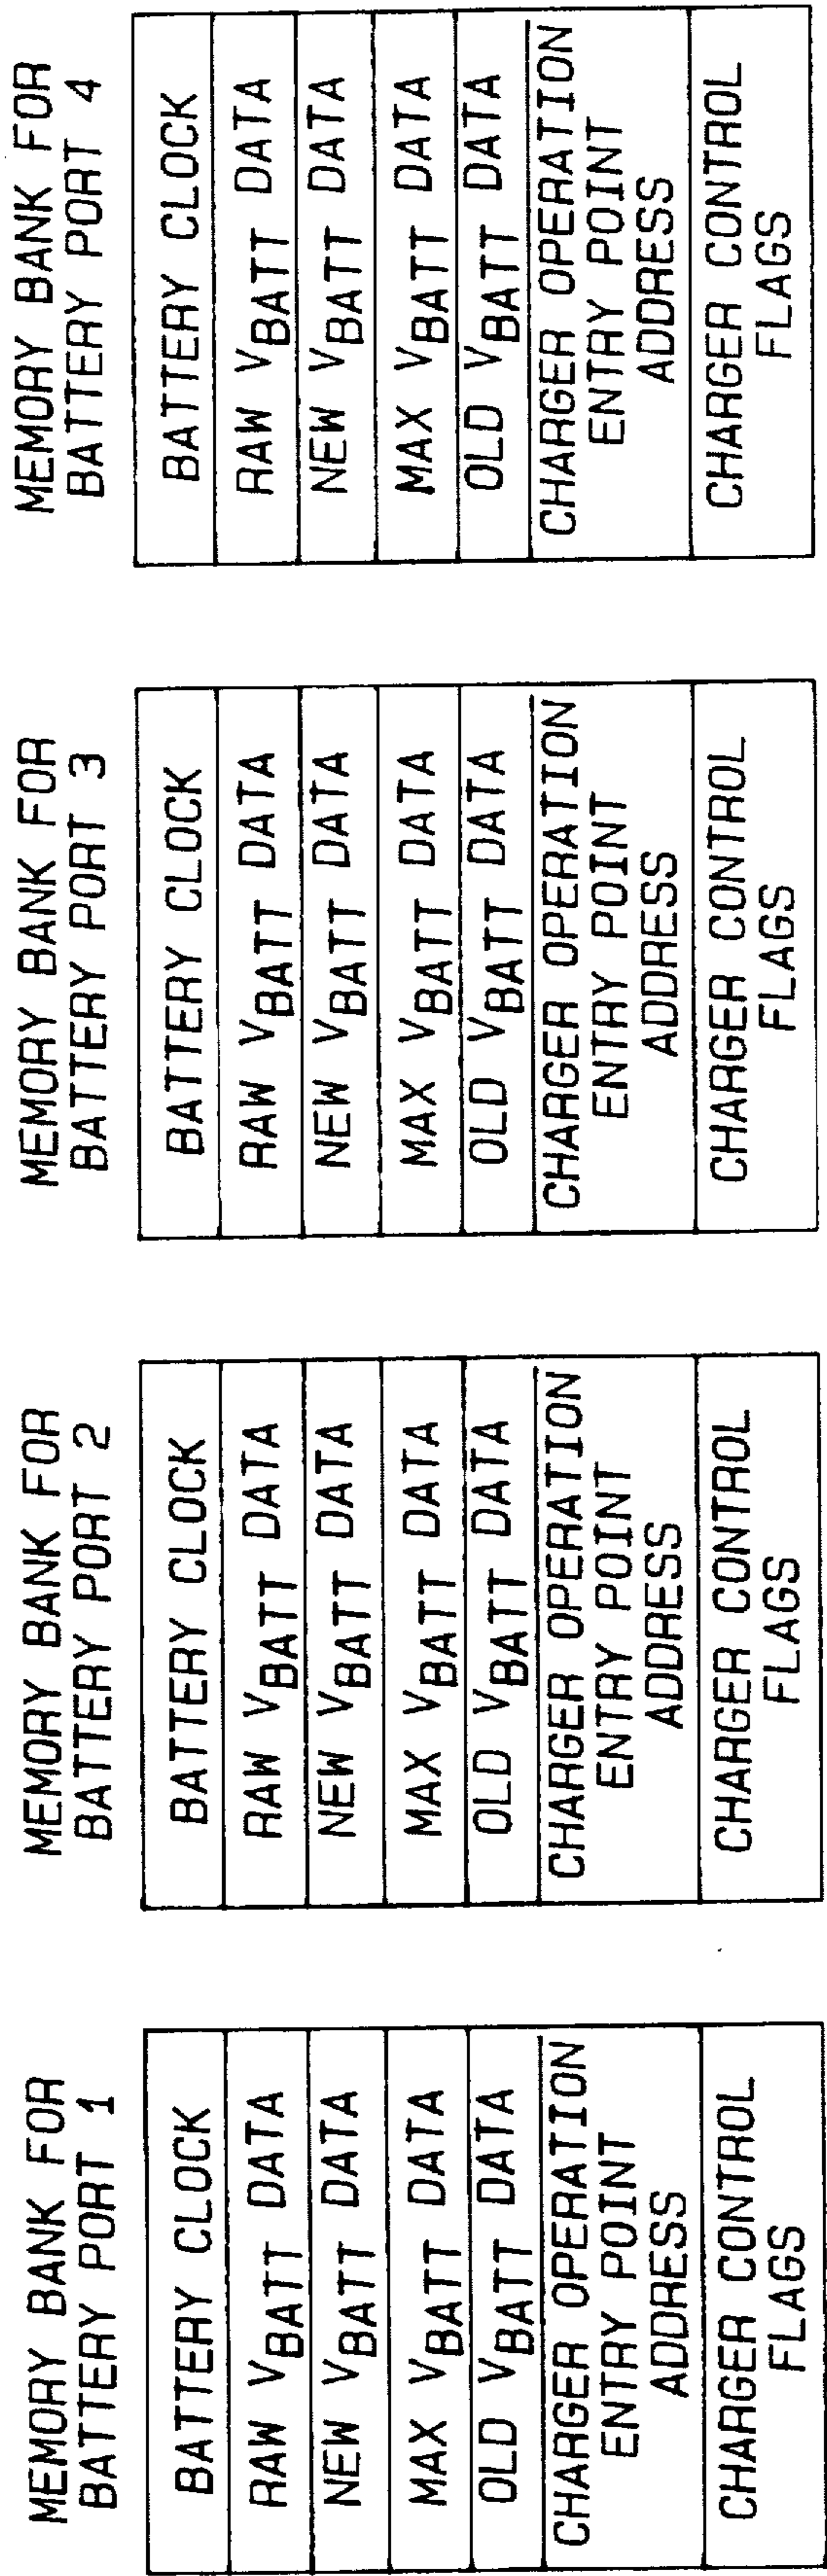 MEMORY BANK FOR
BATTERY PORT 1
BATTERY CLOCK
RAW VBATT DATA
NEW VBATT DATA
MAX VBATT DATA
OLD VBATT DATA
CHARGER OPERATION
ENTRY POINT
ADDRESS
CHARGER CONTROL
FLAGS
MEMORY BANK FOR
BATTERY PORT 2
BATTERY CLOCK
RAW VBATT DATA
NEW VBATT DATA
MAX VBATT DATA
OLD VBATT DATA
CHARGER OPERATION
ENTRY POINT
ADDRESS
CHARGER CONTROL
FLAGS
MEMORY BANK FOR
BATTERY PORT 3
BATTERY CLOCK
RAW VBATT DATA
NEW VBATT DATA
MAX VBATT DATA
OLD VBATT DATA
CHARGER OPERATION
ENTRY POINT
ADDRESS
CHARGER CONTROL
FLAGS
MEMORY BANK FOR
BATTERY PORT 4
BATTERY CLOCK
RAW VBATT DATA
NEW VBATT DATA
MAX VBATT DATA
OLD VBATT DATA
CHARGER OPERATION
ENTRY POINT
ADDRESS
CHARGER CONTROL
FLAGS